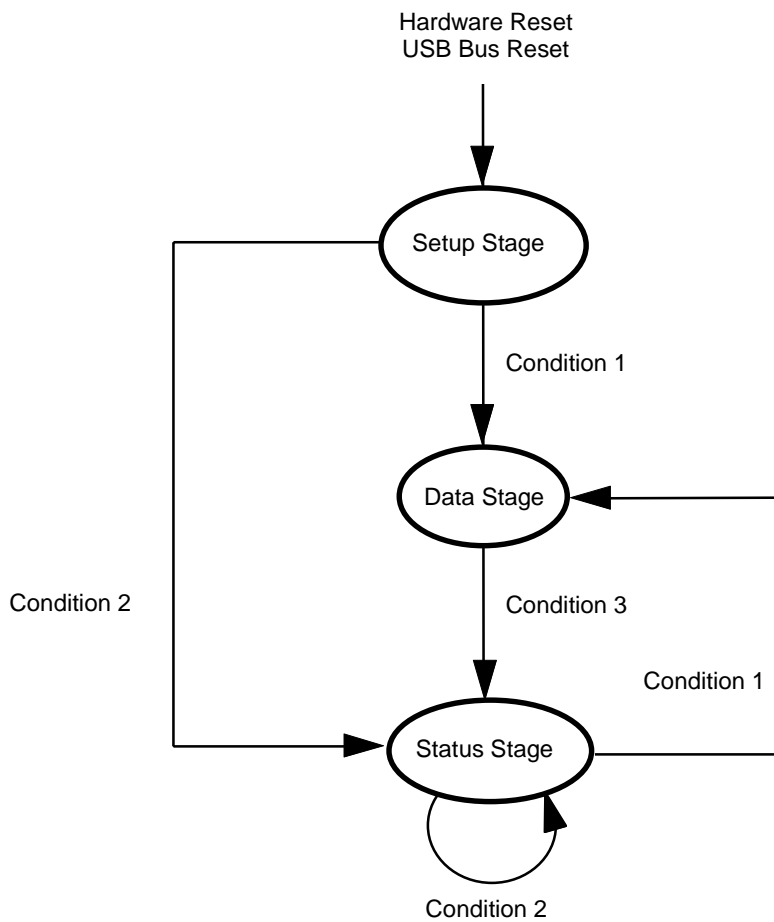 Hardware Reset
USB Bus Reset
Setup Stage
Condition 1
Data Stage
Condition 2
Condition 3
Condition 1
Status Stage
Condition 2